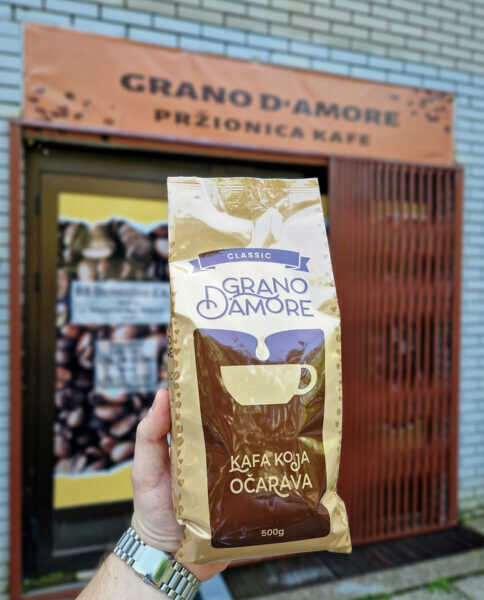 GRANO D'AMORE
PRŽIONICA KAFE
CLASSIC
GRANO
D'AMORE
KAFA KOJA
OČARAVA
500g